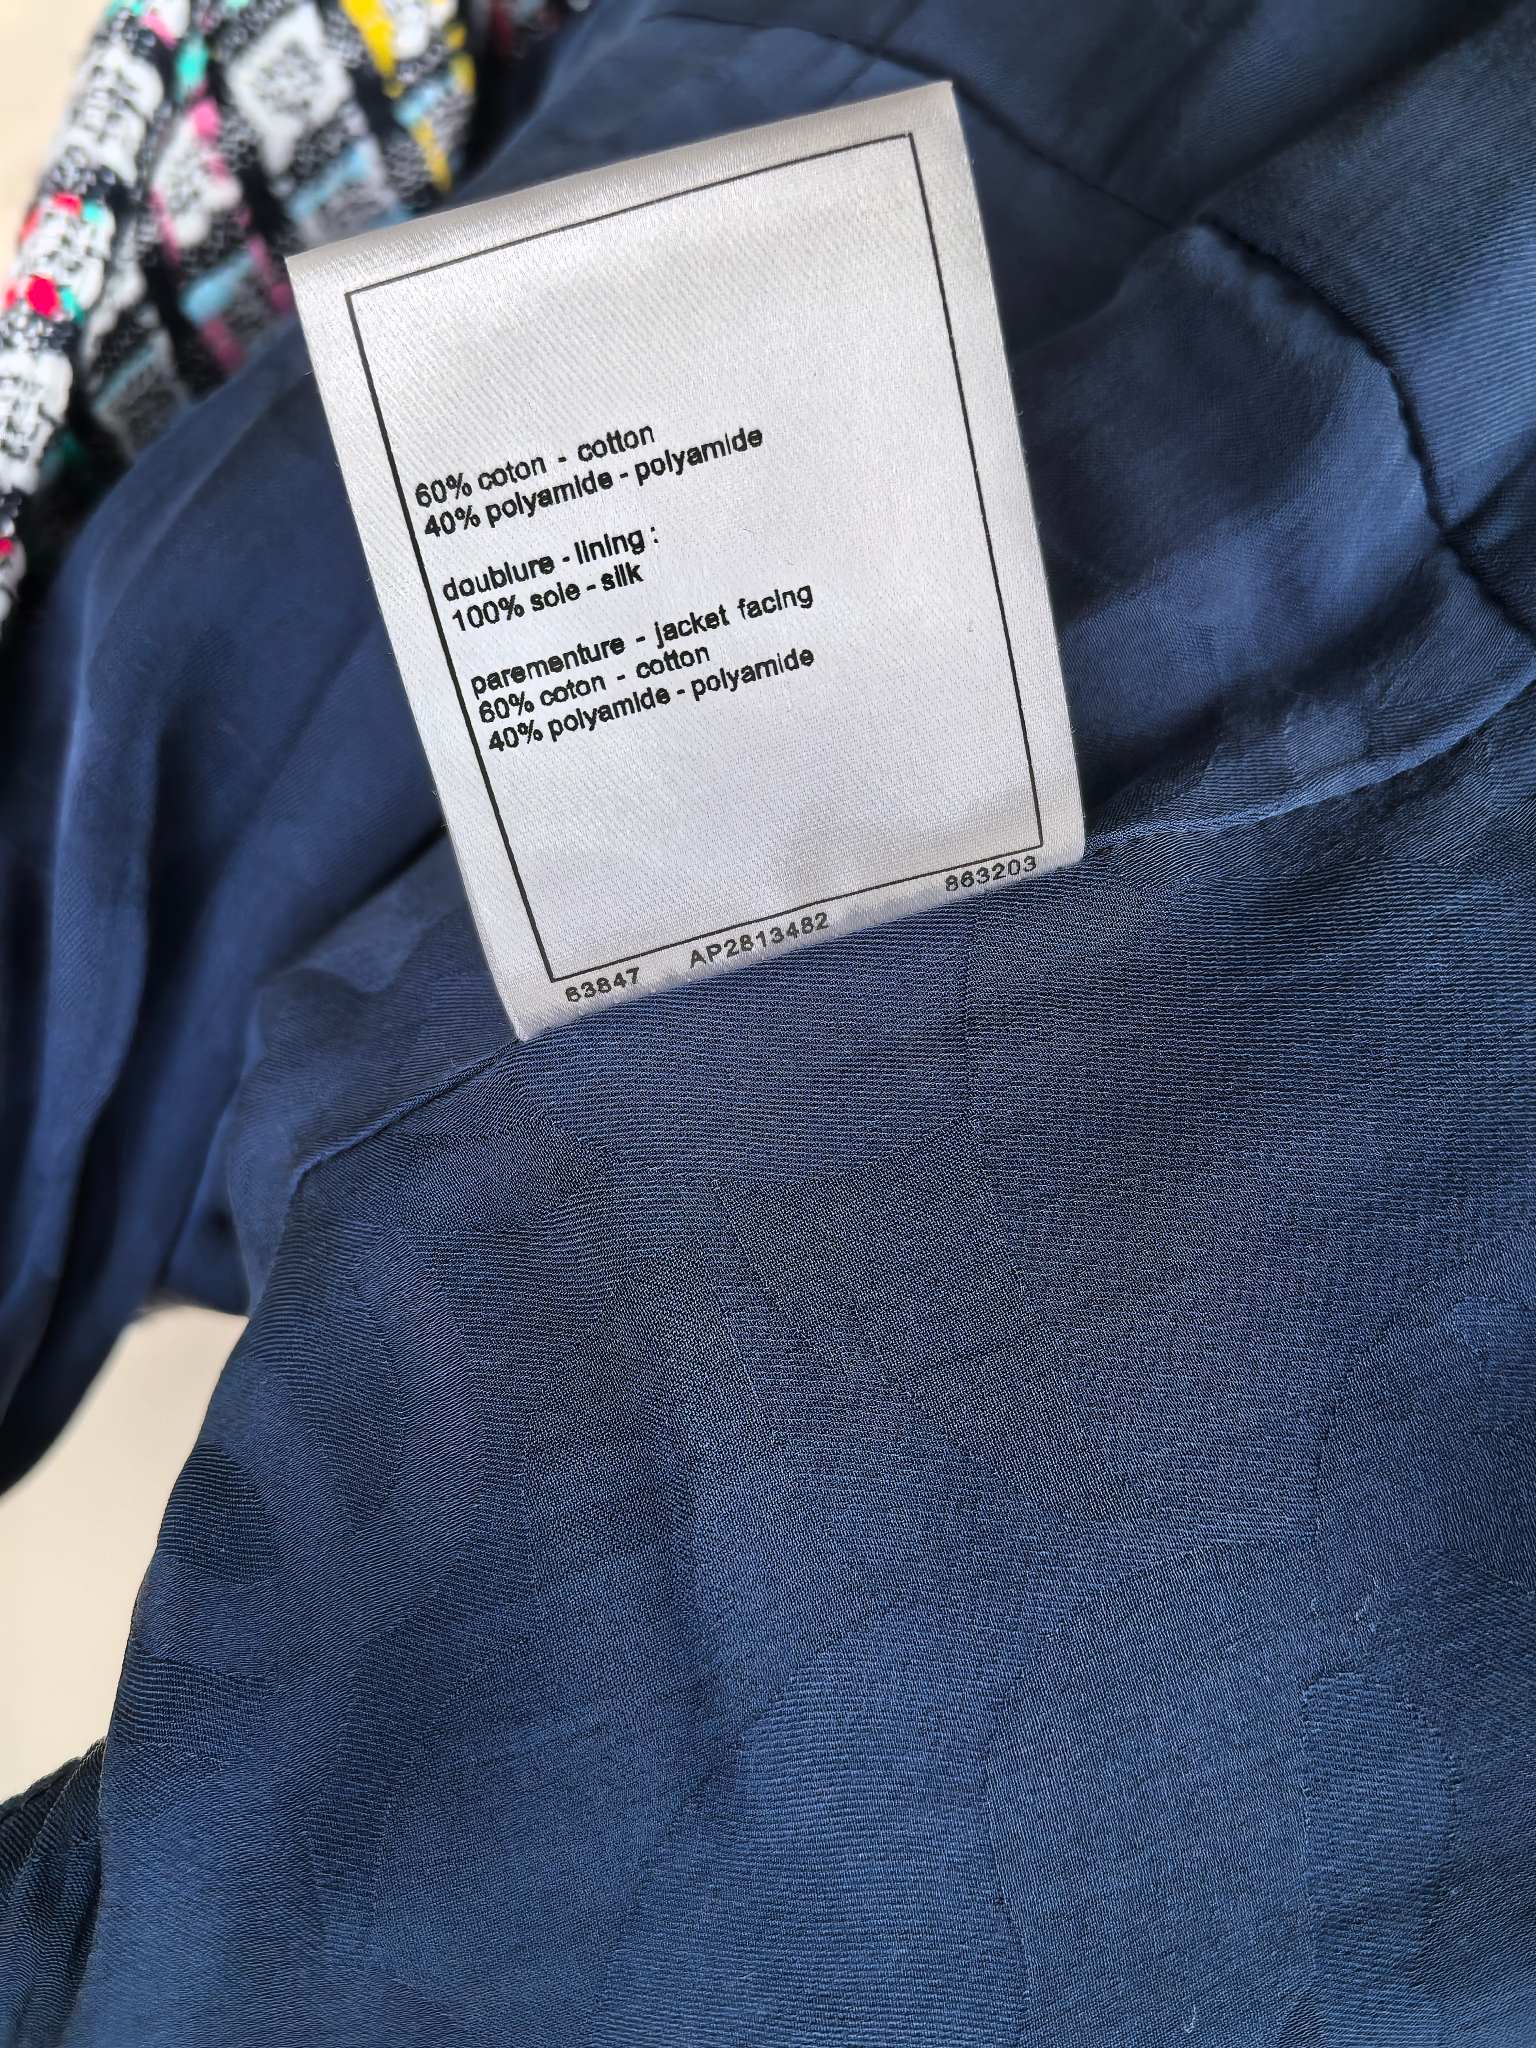 60% coton - cotton
40% polyamide - polyamide
doublure - lining :
100% soie - silk
parementure - jacket facing
60% coton - cotton
40% polyamide - polyamide
63847 AP2813482 863203